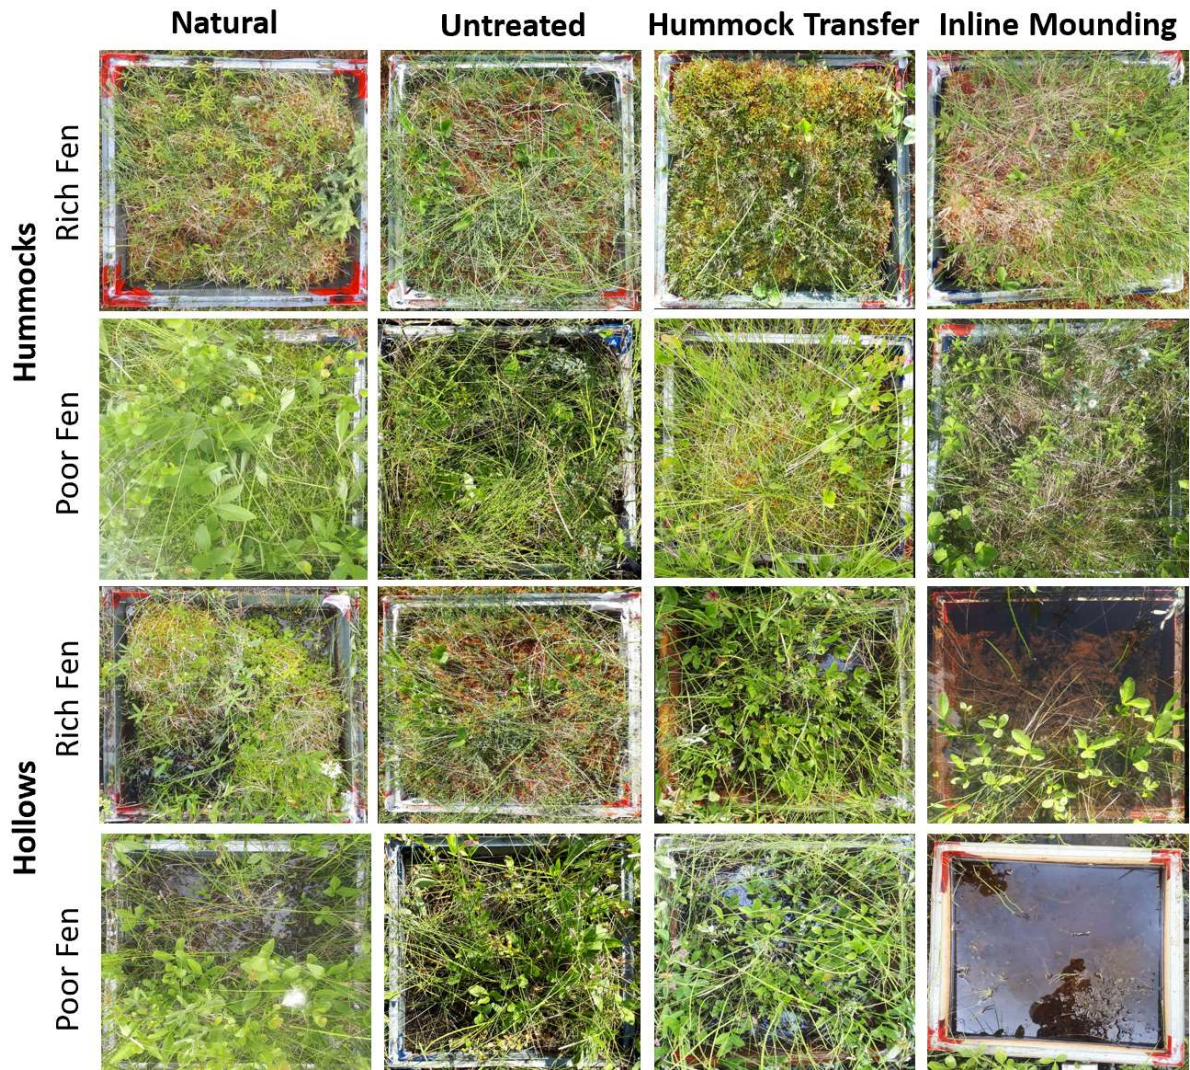 Natural Untreated Hummock Transfer Inline Mounding
Hummocks
Rich Fen
Poor Fen
Hollows
Rich Fen
Poor Fen